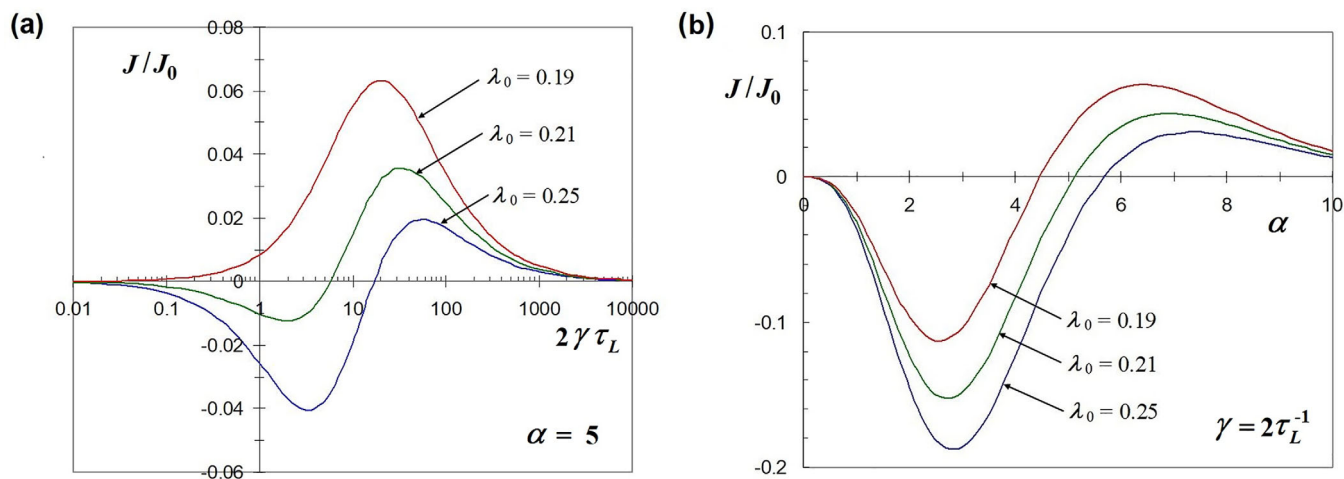 (a)
0.08
J/J₀
0.06
λ₀ = 0.19
0.04
λ₀ = 0.21
0.02
λ₀ = 0.25
0
0.01 0.1 1 10 100 1000 10000
2γτ_L
-0.02
-0.04
α = 5
-0.06
(b)
0.1
J/J₀
0
0 2 4 6 8 10
α
λ₀ = 0.19
-0.1
λ₀ = 0.21
λ₀ = 0.25
γ = 2τ_L⁻¹
-0.2